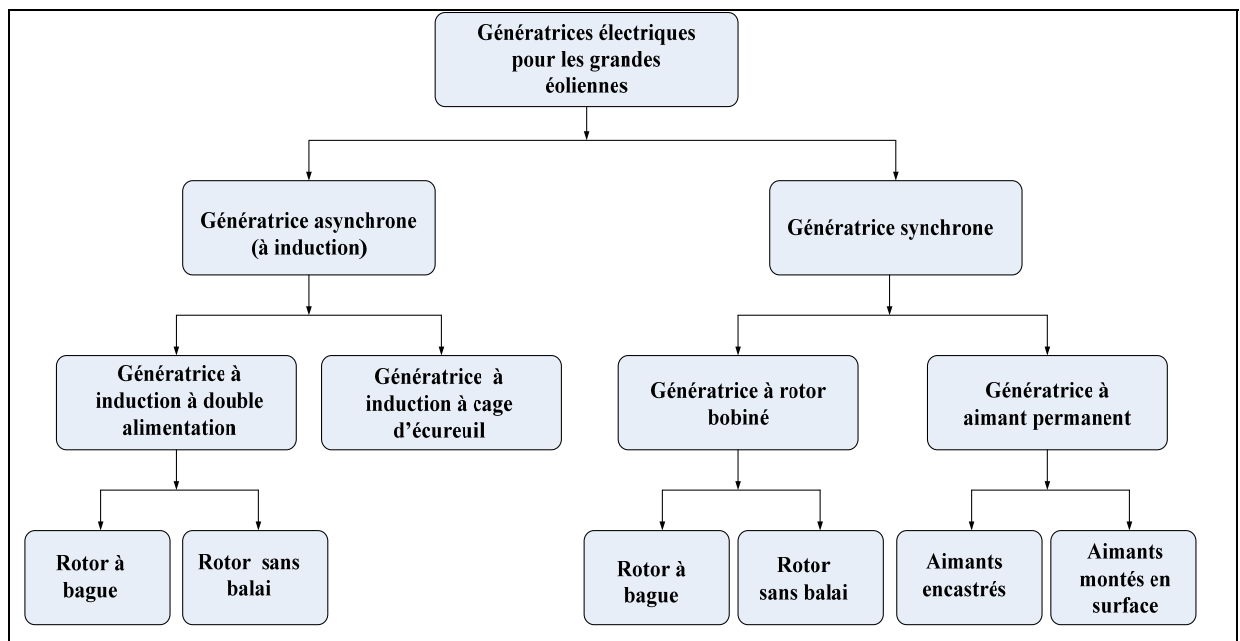 Génératrices électriques
pour les grandes
éoliennes
Génératrice asynchrone
(à induction)
Génératrice synchrone
Génératrice à
induction à double
alimentation
Génératrice à
induction à cage
d'écureuil
Génératrice à rotor
bobiné
Génératrice à
aimant permanent
Rotor à
bague
Rotor sans
balai
Rotor à
bague
Rotor
sans balai
Aimants
encastrés
Aimants
montés en
surface